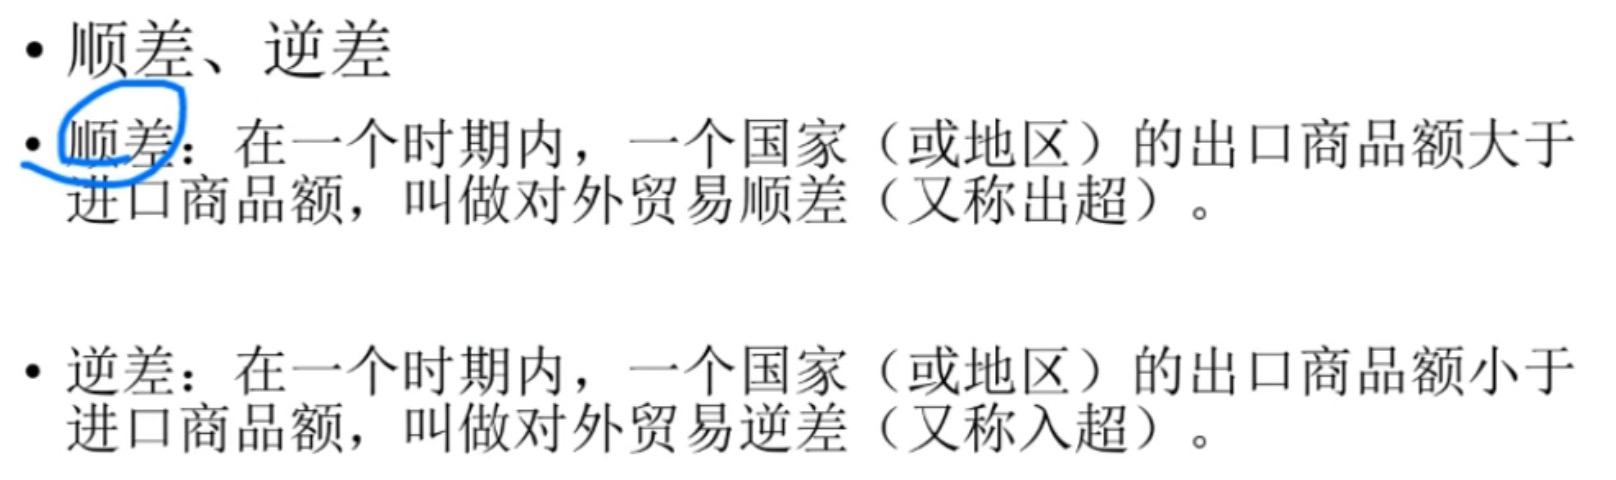 • 顺差、逆差
• 顺差：在一个时期内，一个国家（或地区）的出口商品额大于
进口商品额，叫做对外贸易顺差（又称出超）。
• 逆差：在一个时期内，一个国家（或地区）的出口商品额小于
进口商品额，叫做对外贸易逆差（又称入超）。